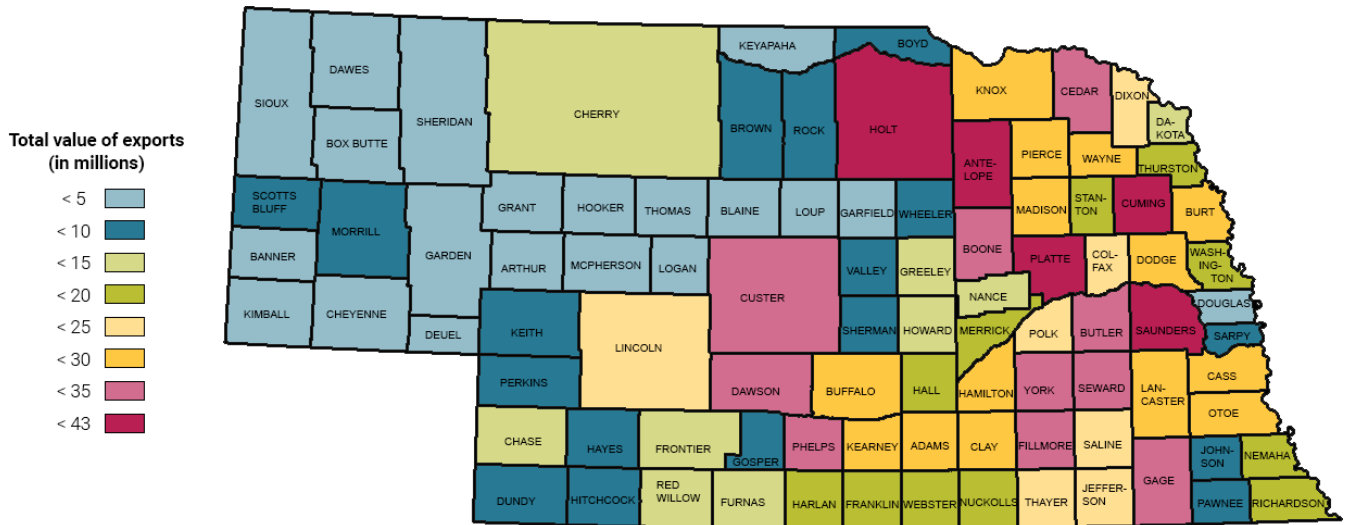 Total value of exports
(in millions)
< 5
< 10
< 15
< 20
< 25
< 30
< 35
< 43
SIOUX
DAWES
BOX BUTTE
SHERIDAN
CHERRY
KEYAPAHA
BOYD
BROWN
ROCK
HOLT
KNOX
CEDAR
DIXON
DA-
KOTA
ANTE-
LOPE
PIERCE
WAYNE
THURSTON
SCOTTS
BLUFF
MORRILL
BANNER
KIMBALL
CHEYENNE
GARDEN
DEUEL
GRANT
HOOKER
THOMAS
BLAINE
LOUP
GARFIELD
WHEELER
MADISON
STAN-
TON
CUMING
BURT
ARTHUR
MCPHERSON
LOGAN
CUSTER
VALLEY
GREELEY
BOONE
PLATTE
COL-
FAX
DODGE
WASH-
ING-
TON
NANCE
DOUGLAS
KEITH
LINCOLN
SHERMAN
HOWARD
MERRICK
POLK
BUTLER
SAUNDERS
SARPY
PERKINS
DAWSON
BUFFALO
HALL
HAMILTON
YORK
SEWARD
LAN-
CASTER
CASS
OTOE
CHASE
HAYES
FRONTIER
GOSPER
PHELPS
KEARNEY
ADAMS
CLAY
FILLMORE
SALINE
GAGE
JOHN-
SON
NEMAHA
DUNDY
HITCHCOCK
RED
WILLOW
FURNAS
HARLAN
FRANKLIN
WEBSTER
NUCKOLLS
THAYER
JEFFER-
SON
PAWNEE
RICHARDSON